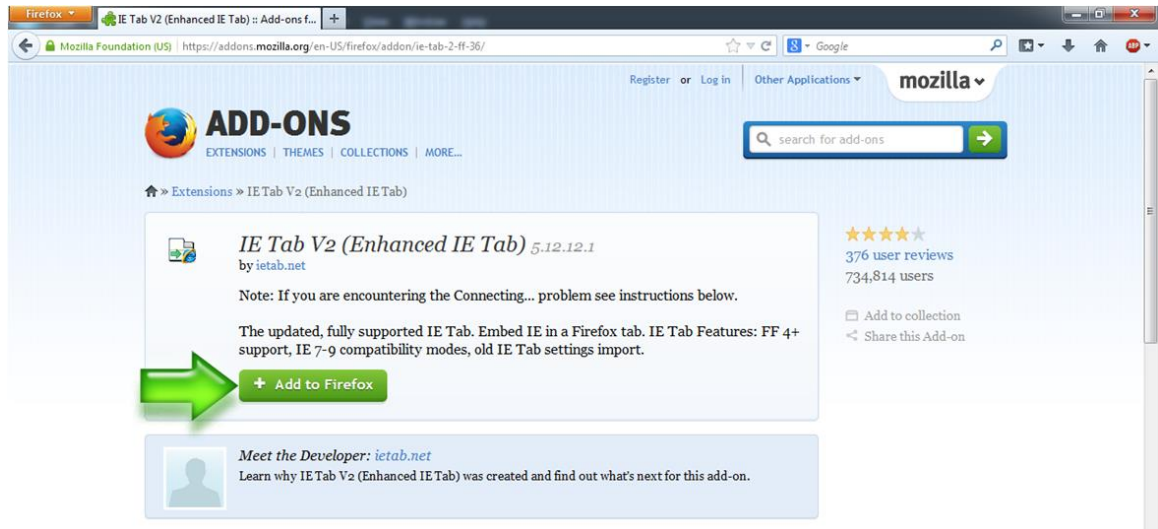 Firefox
IE Tab V2 (Enhanced IE Tab) :: Add-ons f...
Mozilla Foundation (US) https://addons.mozilla.org/en-US/firefox/addon/ie-tab-2-ff-36/
Google
Register or Log in Other Applications mozilla
ADD-ONS
EXTENSIONS | THEMES | COLLECTIONS | MORE...
search for add-ons
» Extensions » IE Tab V2 (Enhanced IE Tab)
IE Tab V2 (Enhanced IE Tab) 5.12.12.1
by ietab.net
Note: If you are encountering the Connecting... problem see instructions below.
The updated, fully supported IE Tab. Embed IE in a Firefox tab. IE Tab Features: FF 4+
support, IE 7-9 compatibility modes, old IE Tab settings import.
+ Add to Firefox
376 user reviews
734,814 users
Add to collection
Share this Add-on
Meet the Developer: ietab.net
Learn why IE Tab V2 (Enhanced IE Tab) was created and find out what's next for this add-on.